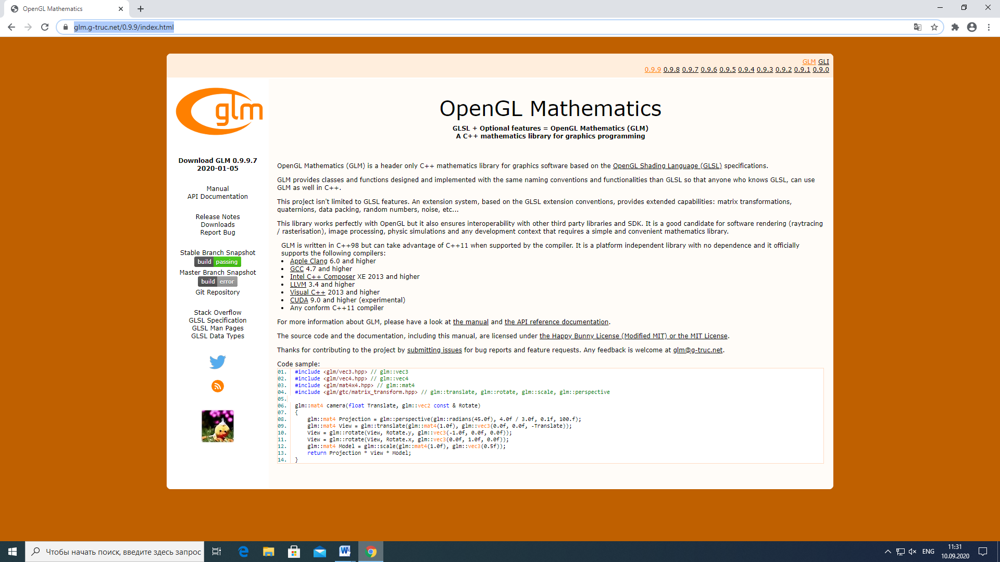 OpenGL Mathematics
glm.g-truc.net/0.9.9/index.html
GLM GLI
0.9.9 0.9.8 0.9.7 0.9.6 0.9.5 0.9.4 0.9.3 0.9.2 0.9.1 0.9.0
glm
Download GLM 0.9.9.7
2020-01-05
Manual
API Documentation
Release Notes
Downloads
Report Bug
Stable Branch Snapshot
build passing
Master Branch Snapshot
build error
Git Repository
Stack Overflow
GLSL Specification
GLSL Man Pages
GLSL Data Types
OpenGL Mathematics
GLSL + Optional features = OpenGL Mathematics (GLM)
A C++ mathematics library for graphics programming
OpenGL Mathematics (GLM) is a header only C++ mathematics library for graphics software based on the OpenGL Shading Language (GLSL) specifications.
GLM provides classes and functions designed and implemented with the same naming conventions and functionalities than GLSL so that anyone who knows GLSL, can use
GLM as well in C++.
This project isn't limited to GLSL features. An extension system, based on the GLSL extension conventions, provides extended capabilities: matrix transformations,
quaternions, data packing, random numbers, noise, etc...
This library works perfectly with OpenGL but it also ensures interoperability with other third party libraries and SDK. It is a good candidate for software rendering (raytracing
/ rasterisation), image processing, physic simulations and any development context that requires a simple and convenient mathematics library.
GLM is written in C++98 but can take advantage of C++11 when supported by the compiler. It is a platform independent library with no dependence and it officially
supports the following compilers:
• Apple Clang 6.0 and higher
• GCC 4.7 and higher
• Intel C++ Composer XE 2013 and higher
• LLVM 3.4 and higher
• Visual C++ 2013 and higher
• CUDA 9.0 and higher (experimental)
• Any conform C++11 compiler
For more information about GLM, please have a look at the manual and the API reference documentation.
The source code and the documentation, including this manual, are licensed under the Happy Bunny License (Modified MIT) or the MIT License.
Thanks for contributing to the project by submitting issues for bug reports and feature requests. Any feedback is welcome at glm@g-truc.net.
Code sample:
01. #include <glm/vec3.hpp> // glm::vec3
02. #include <glm/vec4.hpp> // glm::vec4
03. #include <glm/mat4x4.hpp> // glm::mat4
04. #include <glm/gtc/matrix_transform.hpp> // glm::translate, glm::rotate, glm::scale, glm::perspective
05.
06. glm::mat4 camera(float Translate, glm::vec2 const & Rotate)
07. {
08. glm::mat4 Projection = glm::perspective(glm::radians(45.0f), 4.0f / 3.0f, 0.1f, 100.f);
09. glm::mat4 View = glm::translate(glm::mat4(1.0f), glm::vec3(0.0f, 0.0f, -Translate));
10. View = glm::rotate(View, Rotate.y, glm::vec3(-1.0f, 0.0f, 0.0f));
11. View = glm::rotate(View, Rotate.x, glm::vec3(0.0f, 1.0f, 0.0f));
12. glm::mat4 Model = glm::scale(glm::mat4(1.0f), glm::vec3(0.5f));
13. return Projection * View * Model;
14. }
Чтобы начать поиск, введите здесь запрос
ENG
11:31
10.09.2020